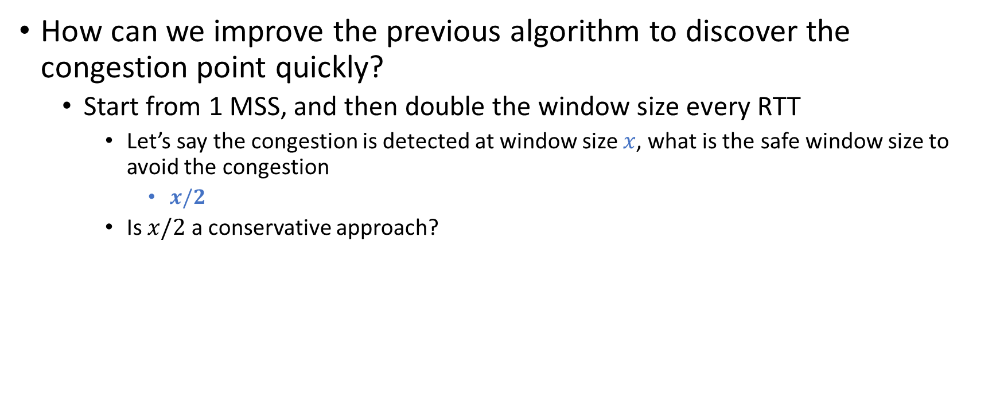 • How can we improve the previous algorithm to discover the
congestion point quickly?
• Start from 1 MSS, and then double the window size every RTT
• Let’s say the congestion is detected at window size x, what is the safe window size to
avoid the congestion
• x/2
• Is x/2 a conservative approach?